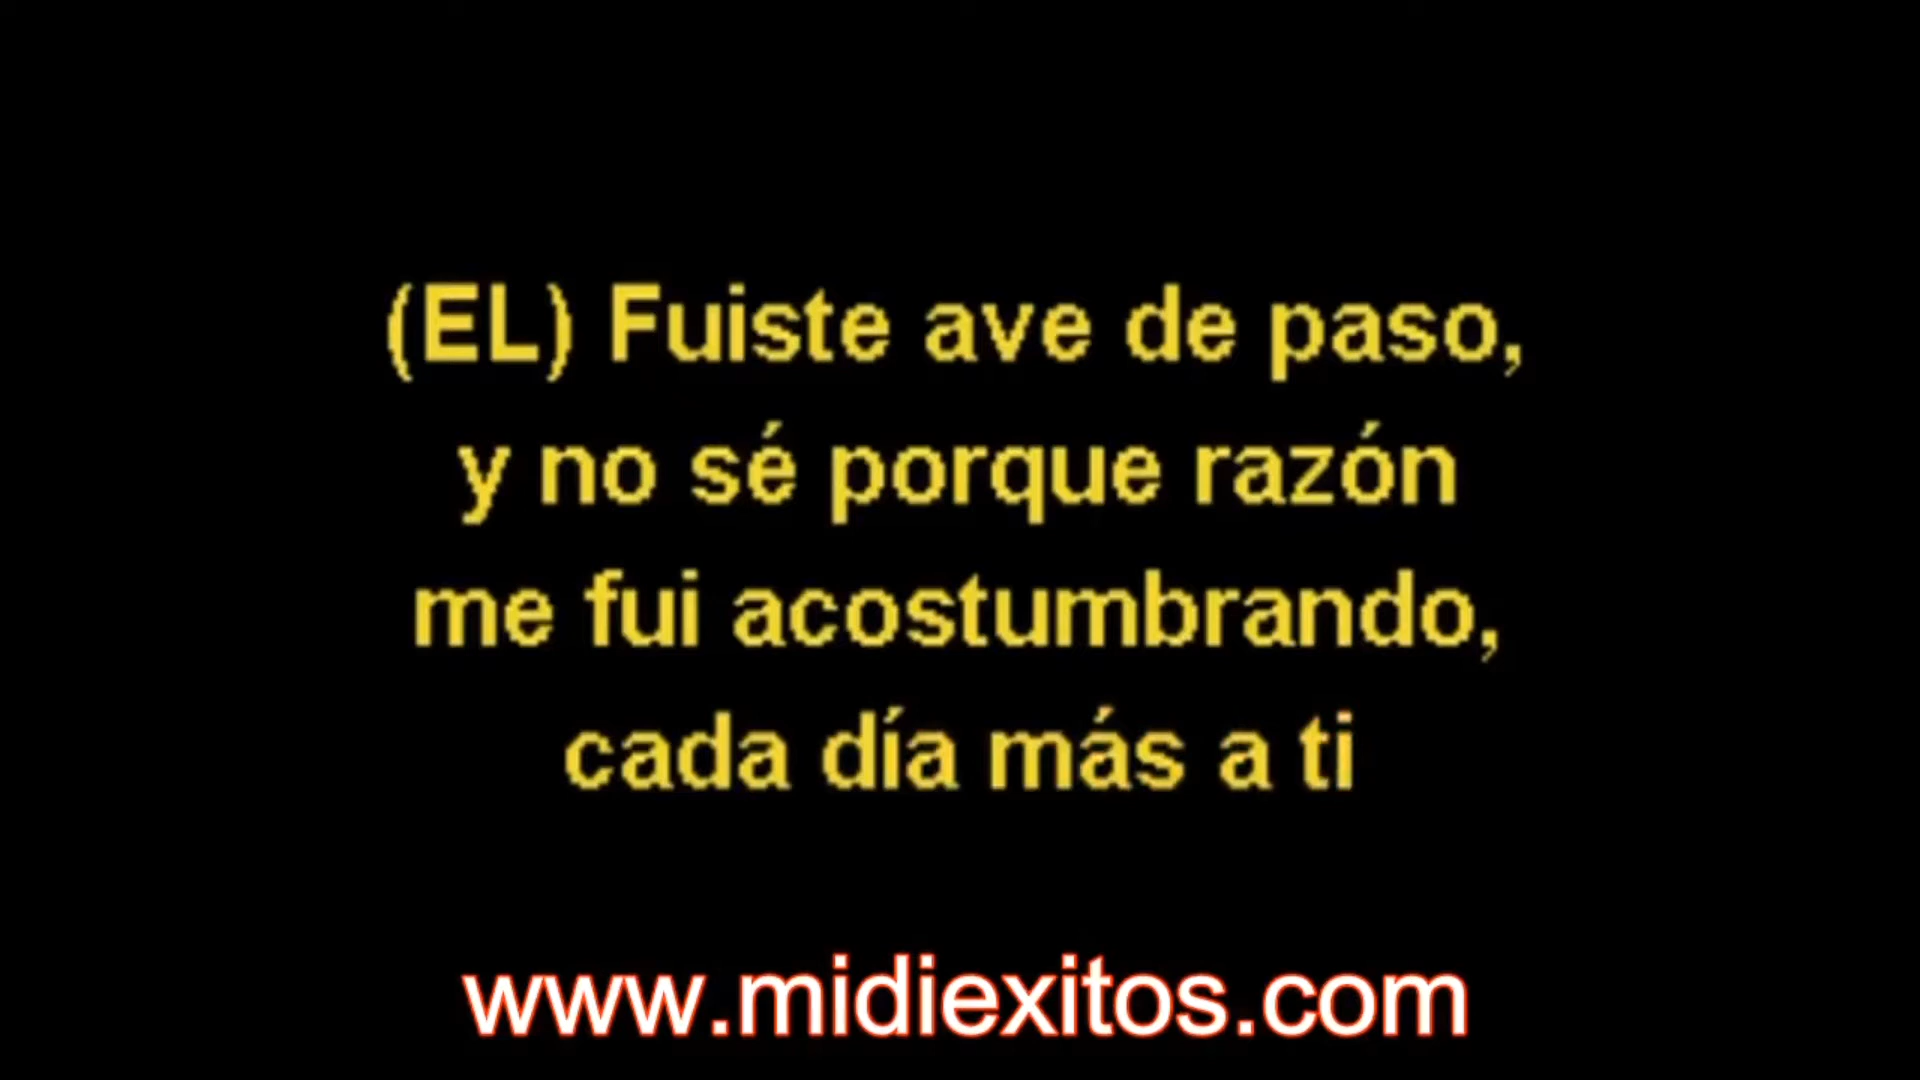 (EL) Fuiste ave de paso,
y no sé porque razón
me fui acostumbrando,
cada día más a ti
www.midiexitos.com